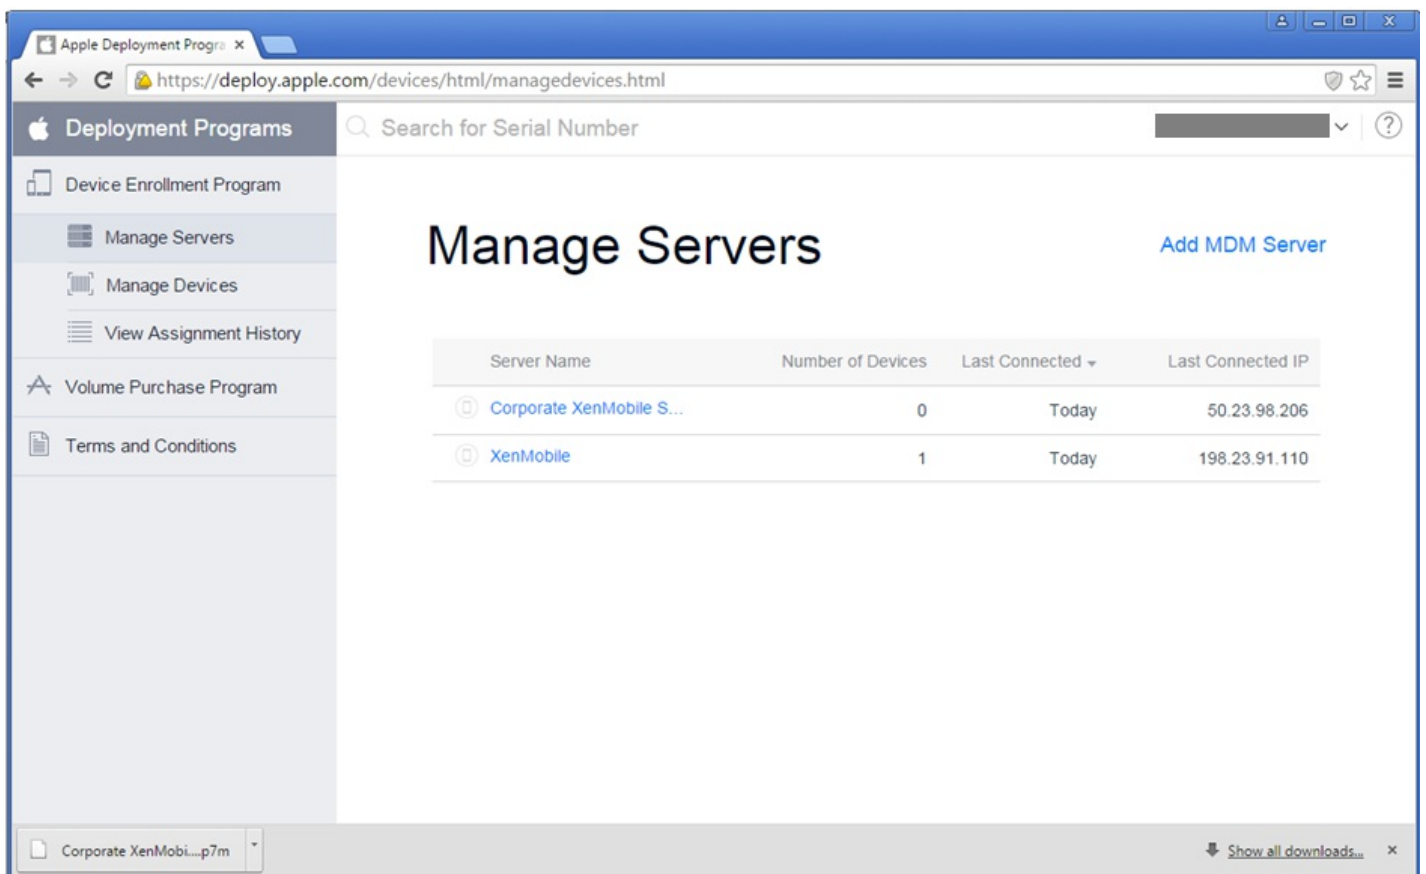 Apple Deployment Progra
https://deploy.apple.com/devices/html/managedevices.html
Deployment Programs
Search for Serial Number
Device Enrollment Program
Manage Servers
Manage Devices
View Assignment History
Volume Purchase Program
Terms and Conditions
Manage Servers
Add MDM Server
Server Name Number of Devices Last Connected Last Connected IP
Corporate XenMobile S... 0 Today 50.23.98.206
XenMobile 1 Today 198.23.91.110
Corporate XenMobi....p7m
Show all downloads...